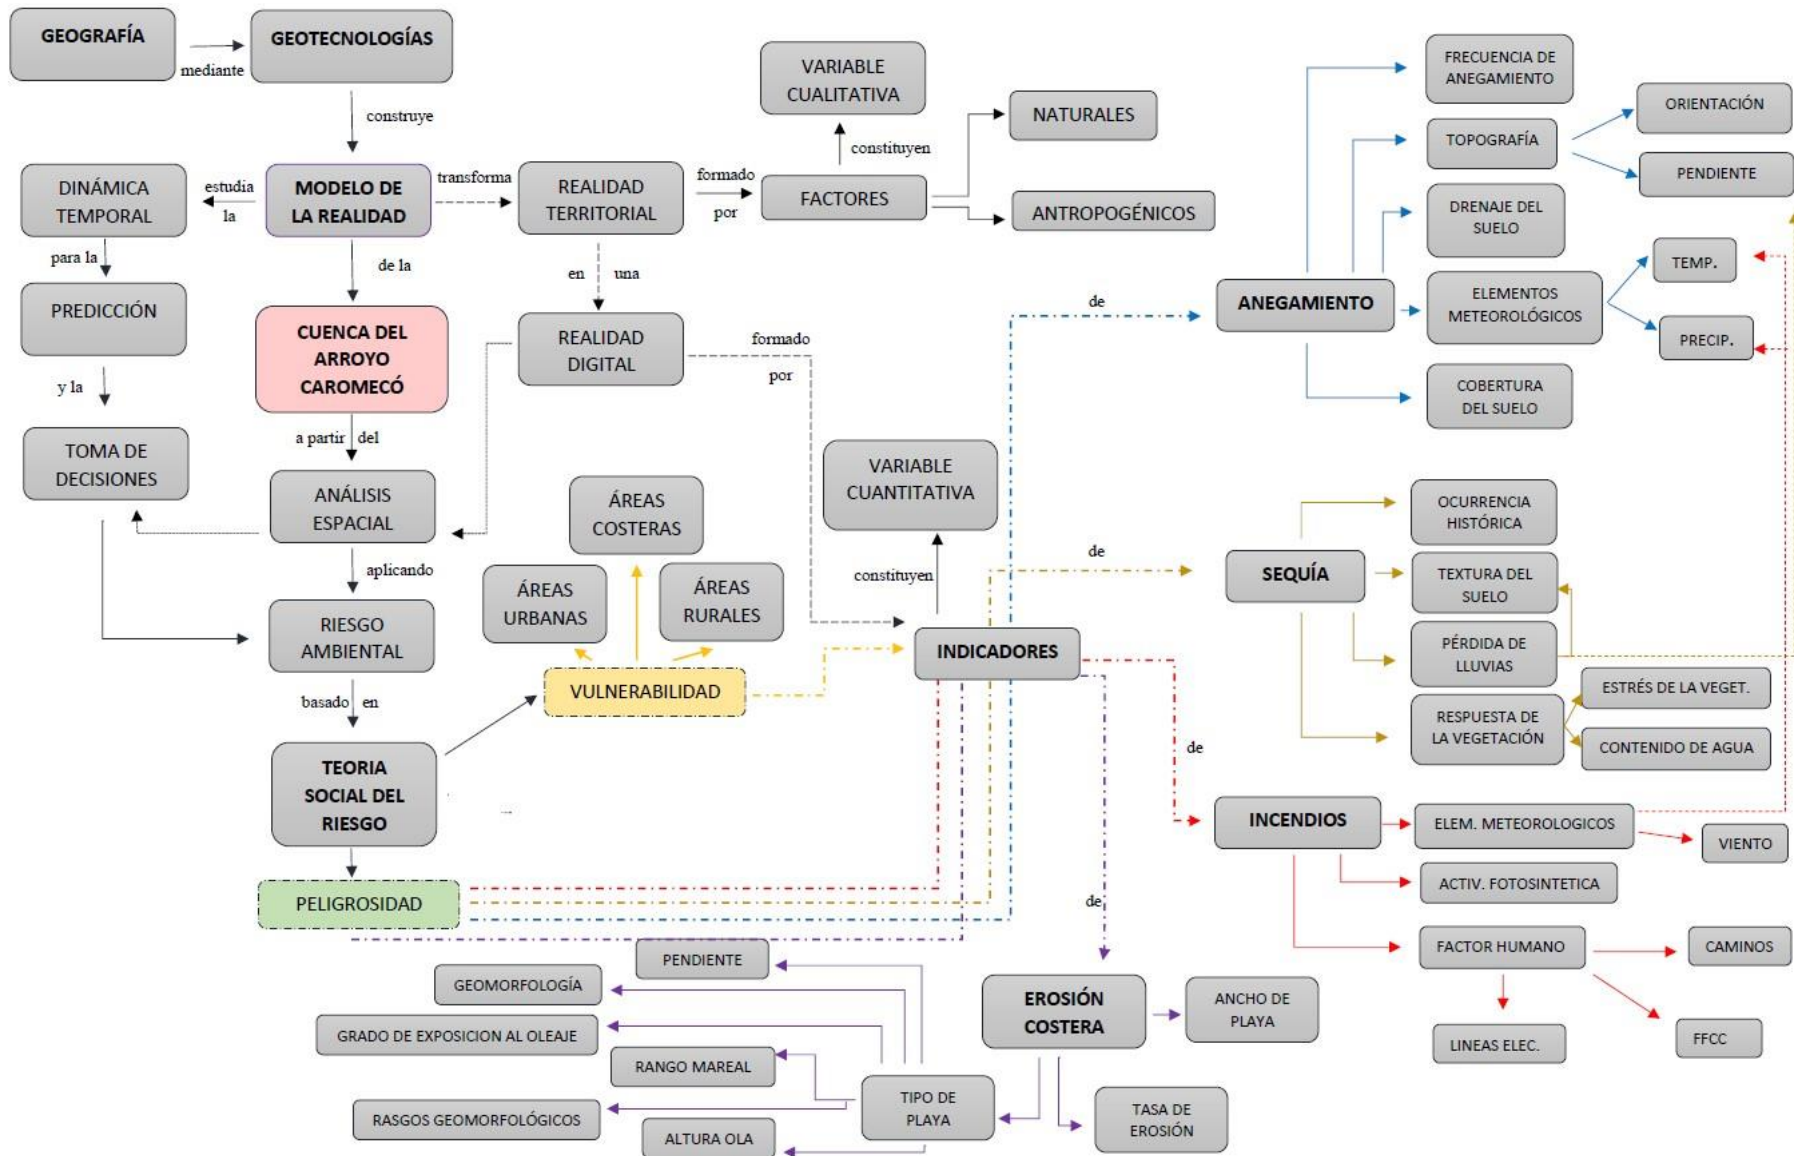 GEOGRAFÍA
mediante
GEOTECNOLOGÍAS
construye
MODELO DE
LA REALIDAD
estudia
la
DINÁMICA
TEMPORAL
para la
PREDICCIÓN
y la
TOMA DE
DECISIONES
transforma
REALIDAD
TERRITORIAL
formado
por
FACTORES
constituyen
VARIABLE
CUALITATIVA
NATURALES
ANTROPOGÉNICOS
en una
REALIDAD
DIGITAL
formado
por
de la
CUENCA DEL
ARROYO
CAROMECÓ
a partir del
ANÁLISIS
ESPACIAL
aplicando
RIESGO
AMBIENTAL
basado en
TEORIA
SOCIAL DEL
RIESGO
PELIGROSIDAD
VULNERABILIDAD
ÁREAS
URBANAS
ÁREAS
COSTERAS
ÁREAS
RURALES
INDICADORES
constituyen
VARIABLE
CUANTITATIVA
de
ANEGAMIENTO
FRECUENCIA DE
ANEGAMIENTO
TOPOGRAFÍA
ORIENTACIÓN
PENDIENTE
DRENAJE DEL
SUELO
ELEMENTOS
METEOROLÓGICOS
TEMP.
PRECIP.
COBERTURA
DEL SUELO
de
SEQUÍA
OCURRENCIA
HISTÓRICA
TEXTURA DEL
SUELO
PÉRDIDA DE
LLUVIAS
RESPUESTA DE
LA VEGETACIÓN
ESTRÉS DE LA VEGET.
CONTENIDO DE AGUA
de
INCENDIOS
ELEM. METEOROLOGICOS
VIENTO
ACTIV. FOTOSINTETICA
FACTOR HUMANO
CAMINOS
LINEAS ELEC.
FFCC
de
EROSIÓN
COSTERA
ANCHO DE
PLAYA
TASA DE
EROSIÓN
TIPO DE
PLAYA
PENDIENTE
GEOMORFOLOGÍA
GRADO DE EXPOSICION AL OLEAJE
RANGO MAREAL
RASGOS GEOMORFOLÓGICOS
ALTURA OLA